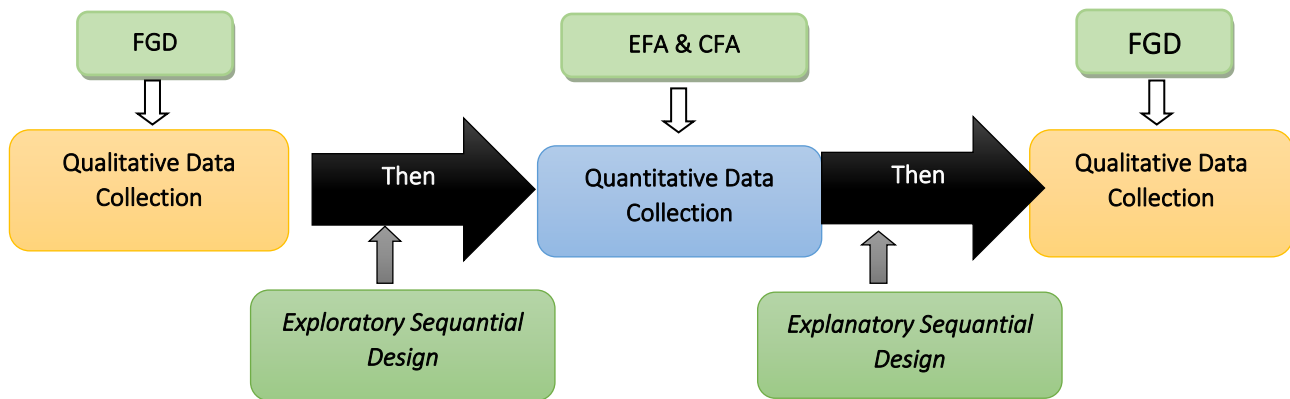 FGD
EFA & CFA
FGD
Qualitative Data
Collection
Then
Quantitative Data
Collection
Then
Qualitative Data
Collection
Exploratory Sequantial
Design
Explanatory Sequantial
Design